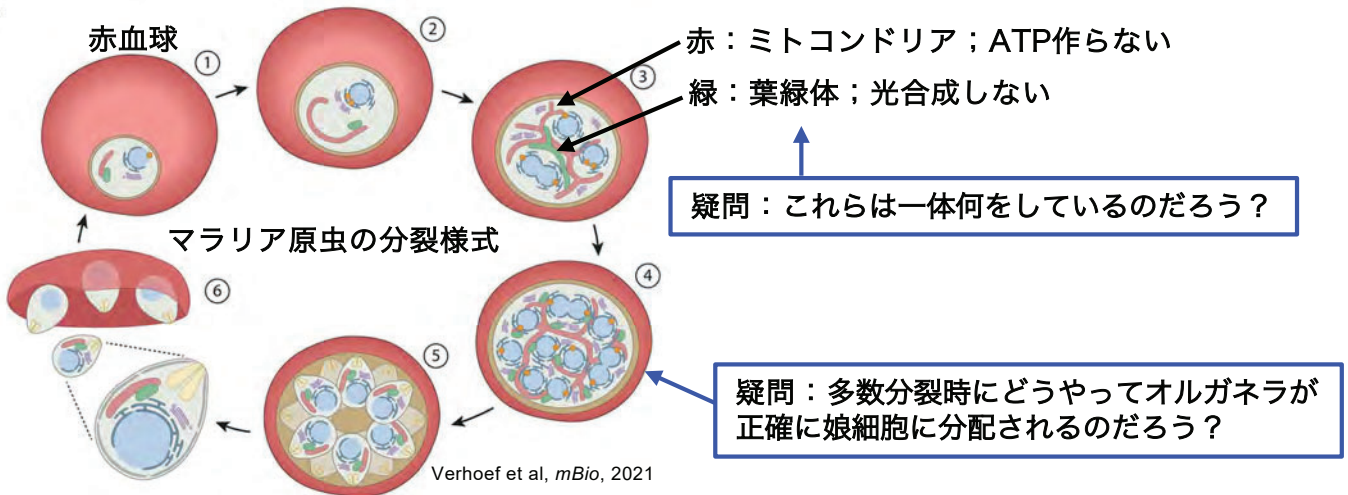 赤血球
①
②
③
赤：ミトコンドリア；ATP作らない
緑：葉緑体；光合成しない
疑問：これらは一体何をしているのだろう？
マラリア原虫の分裂様式
④
⑤
⑥
疑問：多数分裂時にどうやってオルガネラが
正確に娘細胞に分配されるのだろう？
Verhoef et al, mBio, 2021